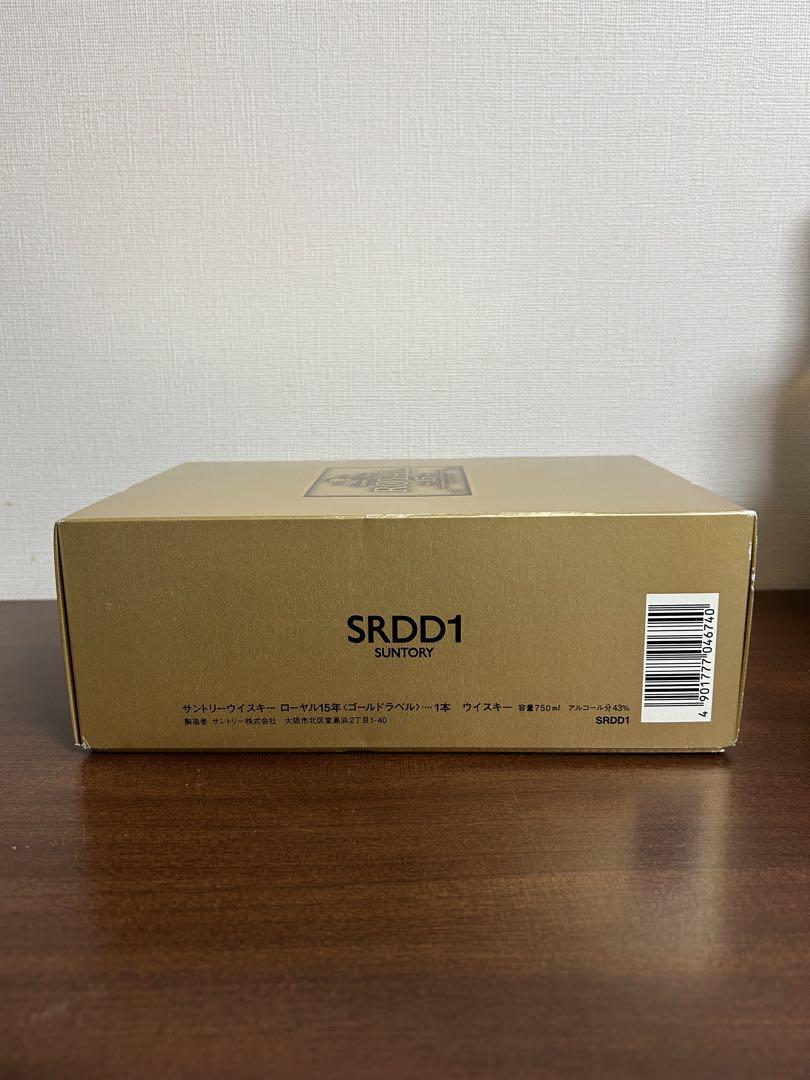 SRDD1
SUNTORY
サントリーウイスキー ローヤル15年〈ゴールドラベル〉‥‥1本 ウイスキー 容量750ml アルコール分43%
製造者 サントリー株式会社 大阪市北区堂島浜2丁目1-40
SRDD1
4 901777 046740